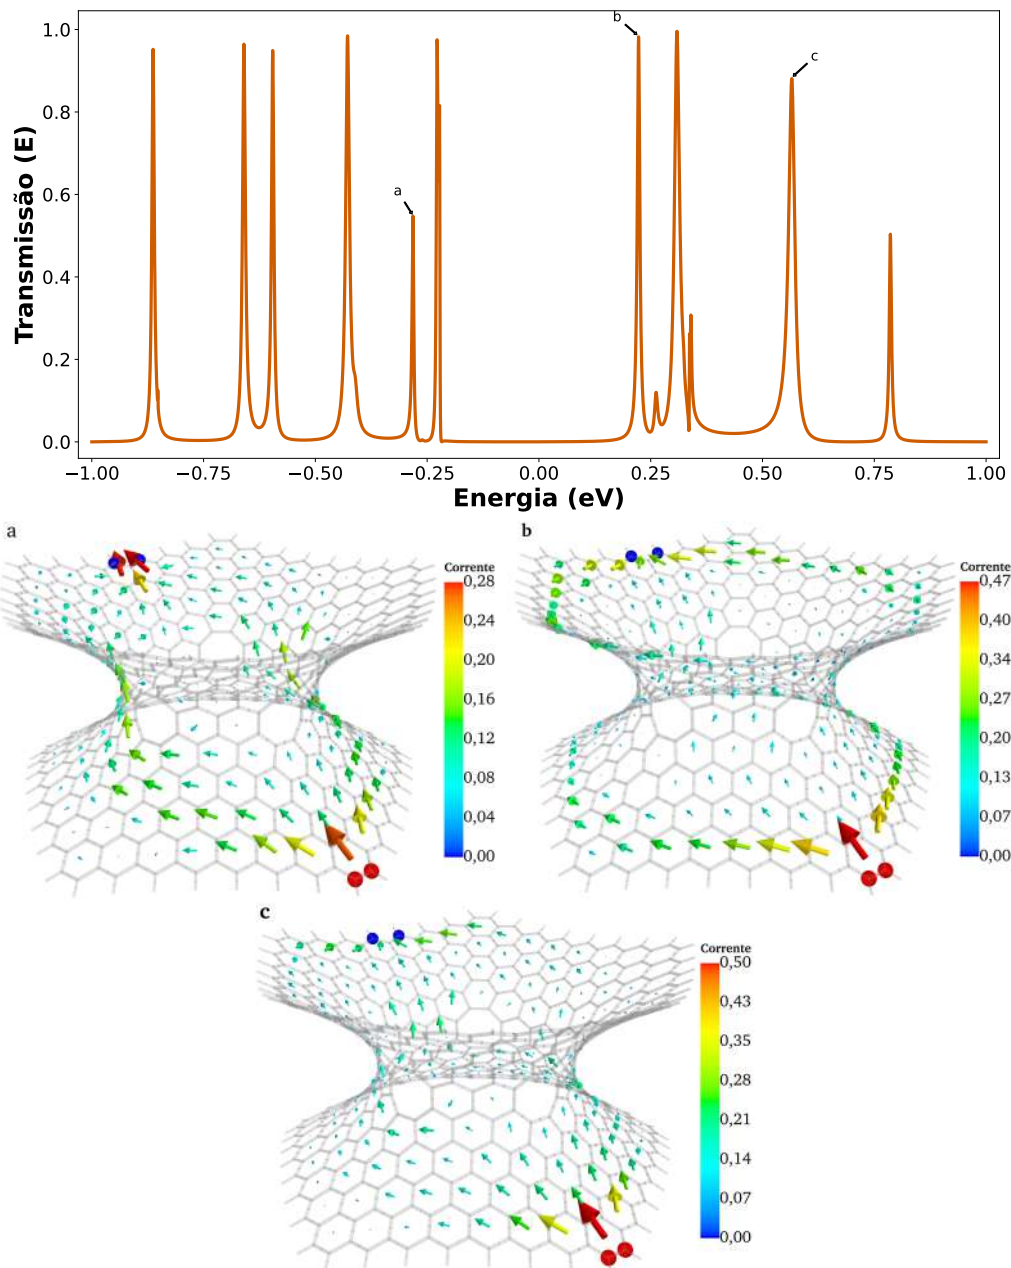 Transmissão (E)
1.0
0.8
0.6
0.4
0.2
0.0
a
b
c
−1.00 −0.75 −0.50 −0.25 0.00 0.25 0.50 0.75 1.00
Energia (eV)
a
Corrente
0,28
0,24
0,20
0,16
0,12
0,08
0,04
0,00
b
Corrente
0,47
0,40
0,34
0,27
0,20
0,13
0,07
0,00
c
Corrente
0,50
0,43
0,35
0,28
0,21
0,14
0,07
0,00